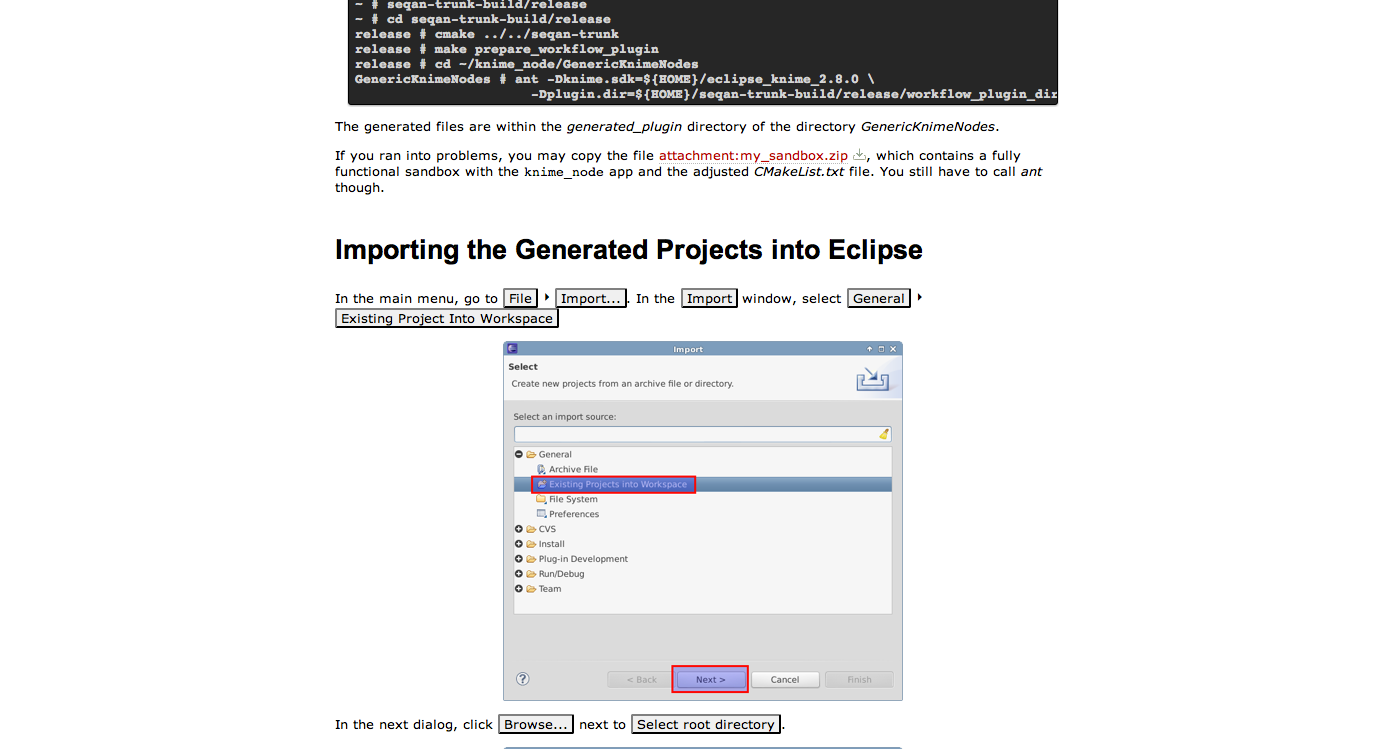 ~ # seqan-trunk-build/release
~ # cd seqan-trunk-build/release
release # cmake ../../seqan-trunk
release # make prepare_workflow_plugin
release # cd ~/knime_node/GenericKnimeNodes
GenericKnimeNodes # ant -Dknime.sdk=${HOME}/eclipse_knime_2.8.0 \
-Dplugin.dir=${HOME}/seqan-trunk-build/release/workflow_plugin_dir
The generated files are within the generated_plugin directory of the directory GenericKnimeNodes.
If you ran into problems, you may copy the file attachment:my_sandbox.zip , which contains a fully
functional sandbox with the knime_node app and the adjusted CMakeList.txt file. You still have to call ant
though.
Importing the Generated Projects into Eclipse
In the main menu, go to File Import... . In the Import window, select General
Existing Project Into Workspace
Import
Select
Create new projects from an archive file or directory.
Select an import source:
General
Archive File
Existing Projects into Workspace
File System
Preferences
CVS
Install
Plug-in Development
Run/Debug
Team
? < Back Next > Cancel Finish
In the next dialog, click Browse... next to Select root directory .